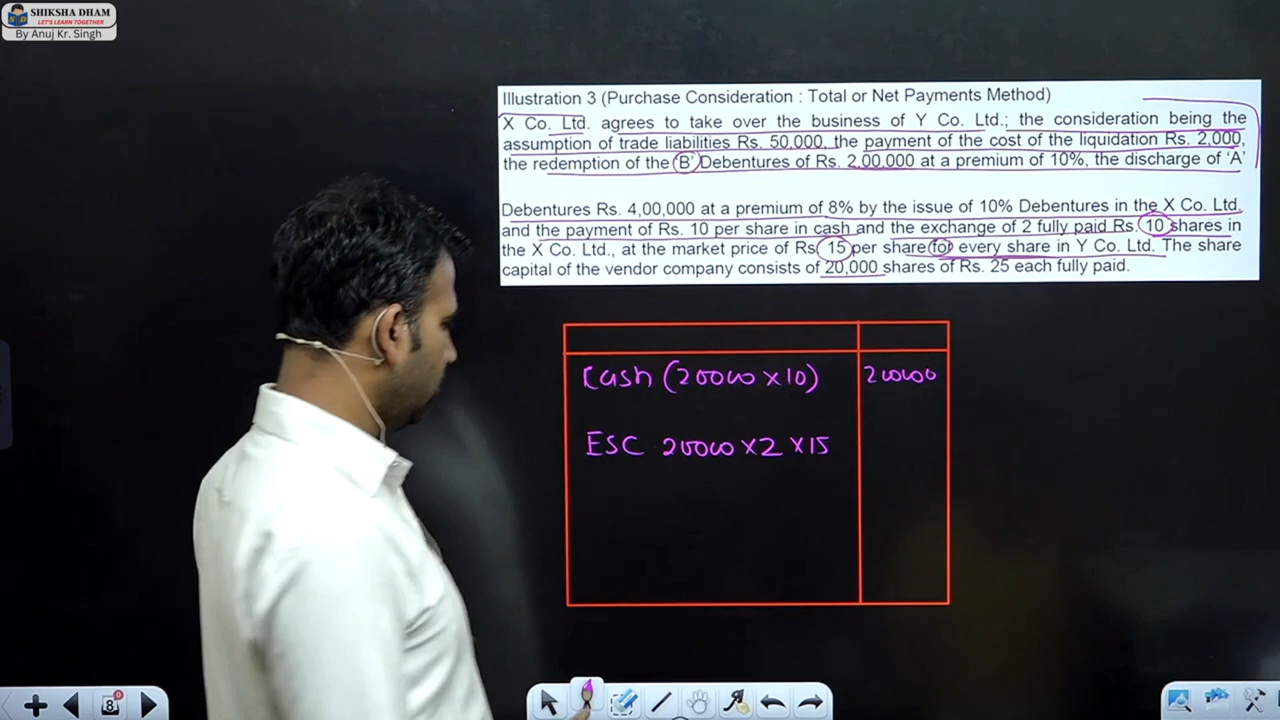 SHIKSHA DHAM
LET'S LEARN TOGETHER
By Anuj Kr. Singh
Illustration 3 (Purchase Consideration : Total or Net Payments Method)
X Co. Ltd. agrees to take over the business of Y Co. Ltd.; the consideration being the
assumption of trade liabilities Rs. 50,000, the payment of the cost of the liquidation Rs. 2,000,
the redemption of the 'B' Debentures of Rs. 2,00,000 at a premium of 10%, the discharge of 'A'
Debentures Rs. 4,00,000 at a premium of 8% by the issue of 10% Debentures in the X Co. Ltd.
and the payment of Rs. 10 per share in cash and the exchange of 2 fully paid Rs. 10 shares in
the X Co. Ltd., at the market price of Rs 15 per share for every share in Y Co. Ltd. The share
capital of the vendor company consists of 20,000 shares of Rs. 25 each fully paid.
Cash (20000 × 10) 200000
ESC 20000 × 2 × 15
8
0